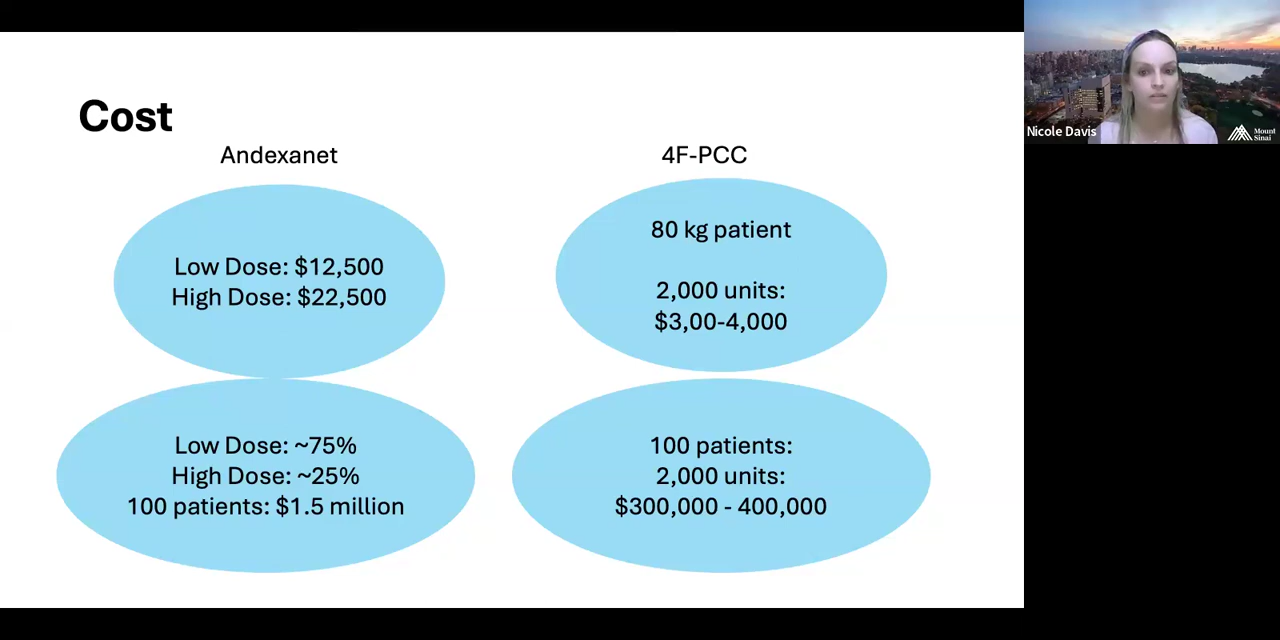 Cost
Andexanet
Low Dose: $12,500
High Dose: $22,500
Low Dose: ~75%
High Dose: ~25%
100 patients: $1.5 million
4F-PCC
80 kg patient
2,000 units:
$3,00-4,000
100 patients:
2,000 units:
$300,000 - 400,000
Nicole Davis
Mount
Sinai